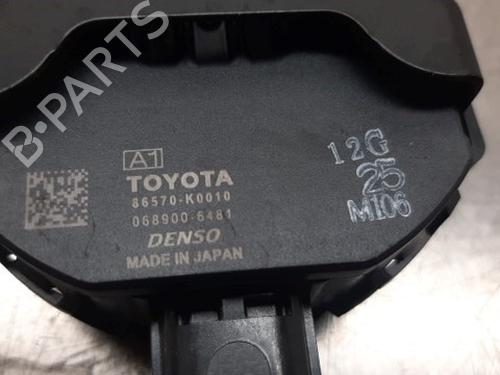 B-PARTS
A1
TOYOTA
86570-K0010
068900-6481
DENSO
MADE IN JAPAN
12G
25
M106